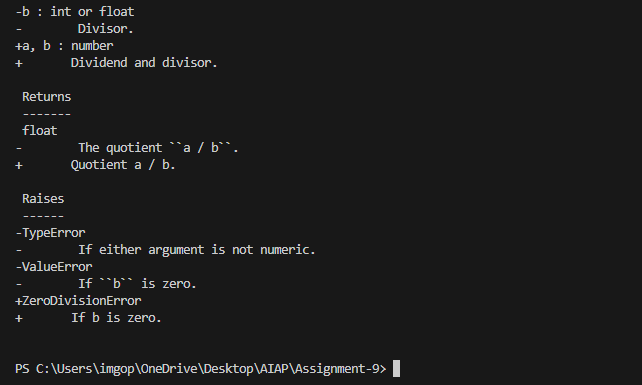 -b : int or float
-        Divisor.
+a, b : number
+       Dividend and divisor.
 Returns
 -------
 float
-        The quotient ``a / b``.
+       Quotient a / b.
 Raises
 ------
-TypeError
-        If either argument is not numeric.
-ValueError
-        If ``b`` is zero.
+ZeroDivisionError
+       If b is zero.
PS C:\Users\imgop\OneDrive\Desktop\AIAP\Assignment-9>